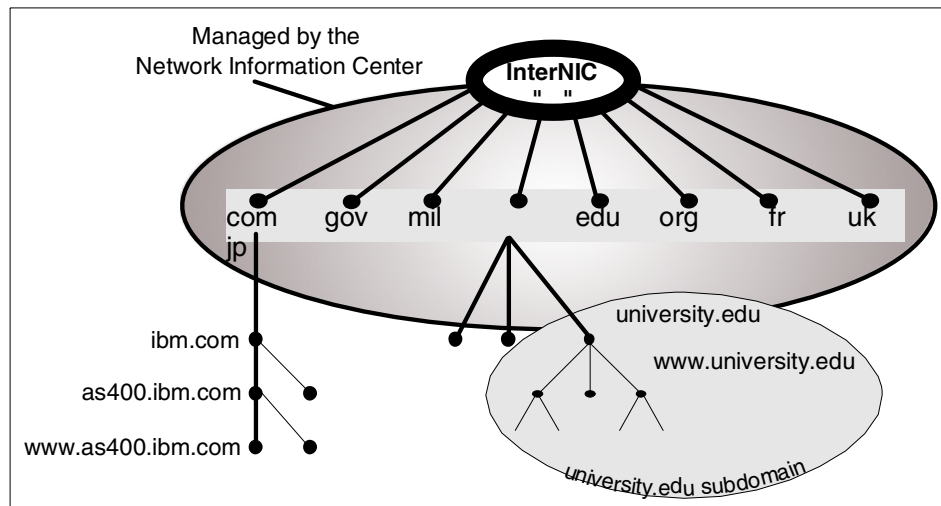 Managed by the
Network Information Center
InterNIC
" "
com gov mil edu org fr uk
jp
university.edu
ibm.com
www.university.edu
as400.ibm.com
www.as400.ibm.com
university.edu subdomain